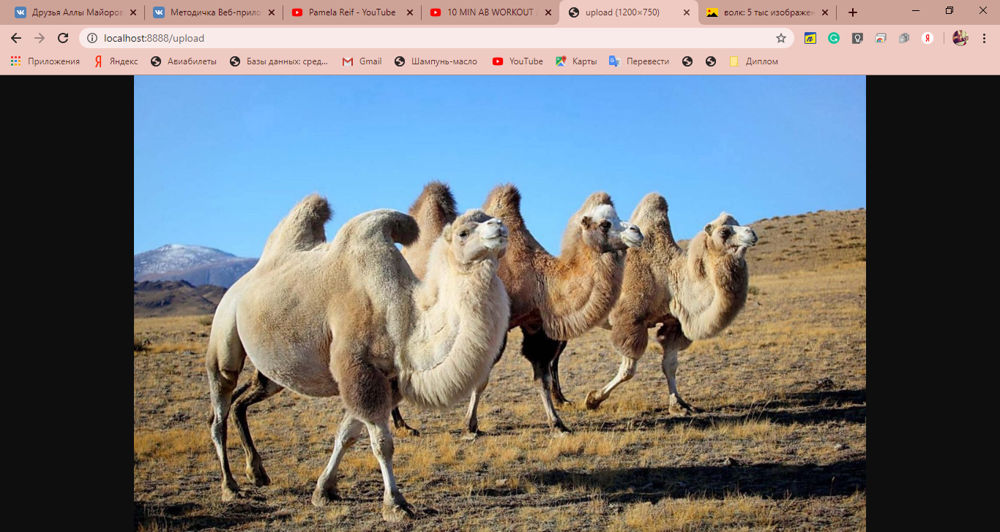 Друзья Аллы Майоров
Методичка Веб-прило
Pamela Reif - YouTube
10 MIN AB WORKOUT /
upload (1200×750)
волк: 5 тыс изображен
localhost:8888/upload
Приложения Яндекс Авиабилеты Базы данных: сред... Gmail Шампунь-масло YouTube Карты Перевести Диплом